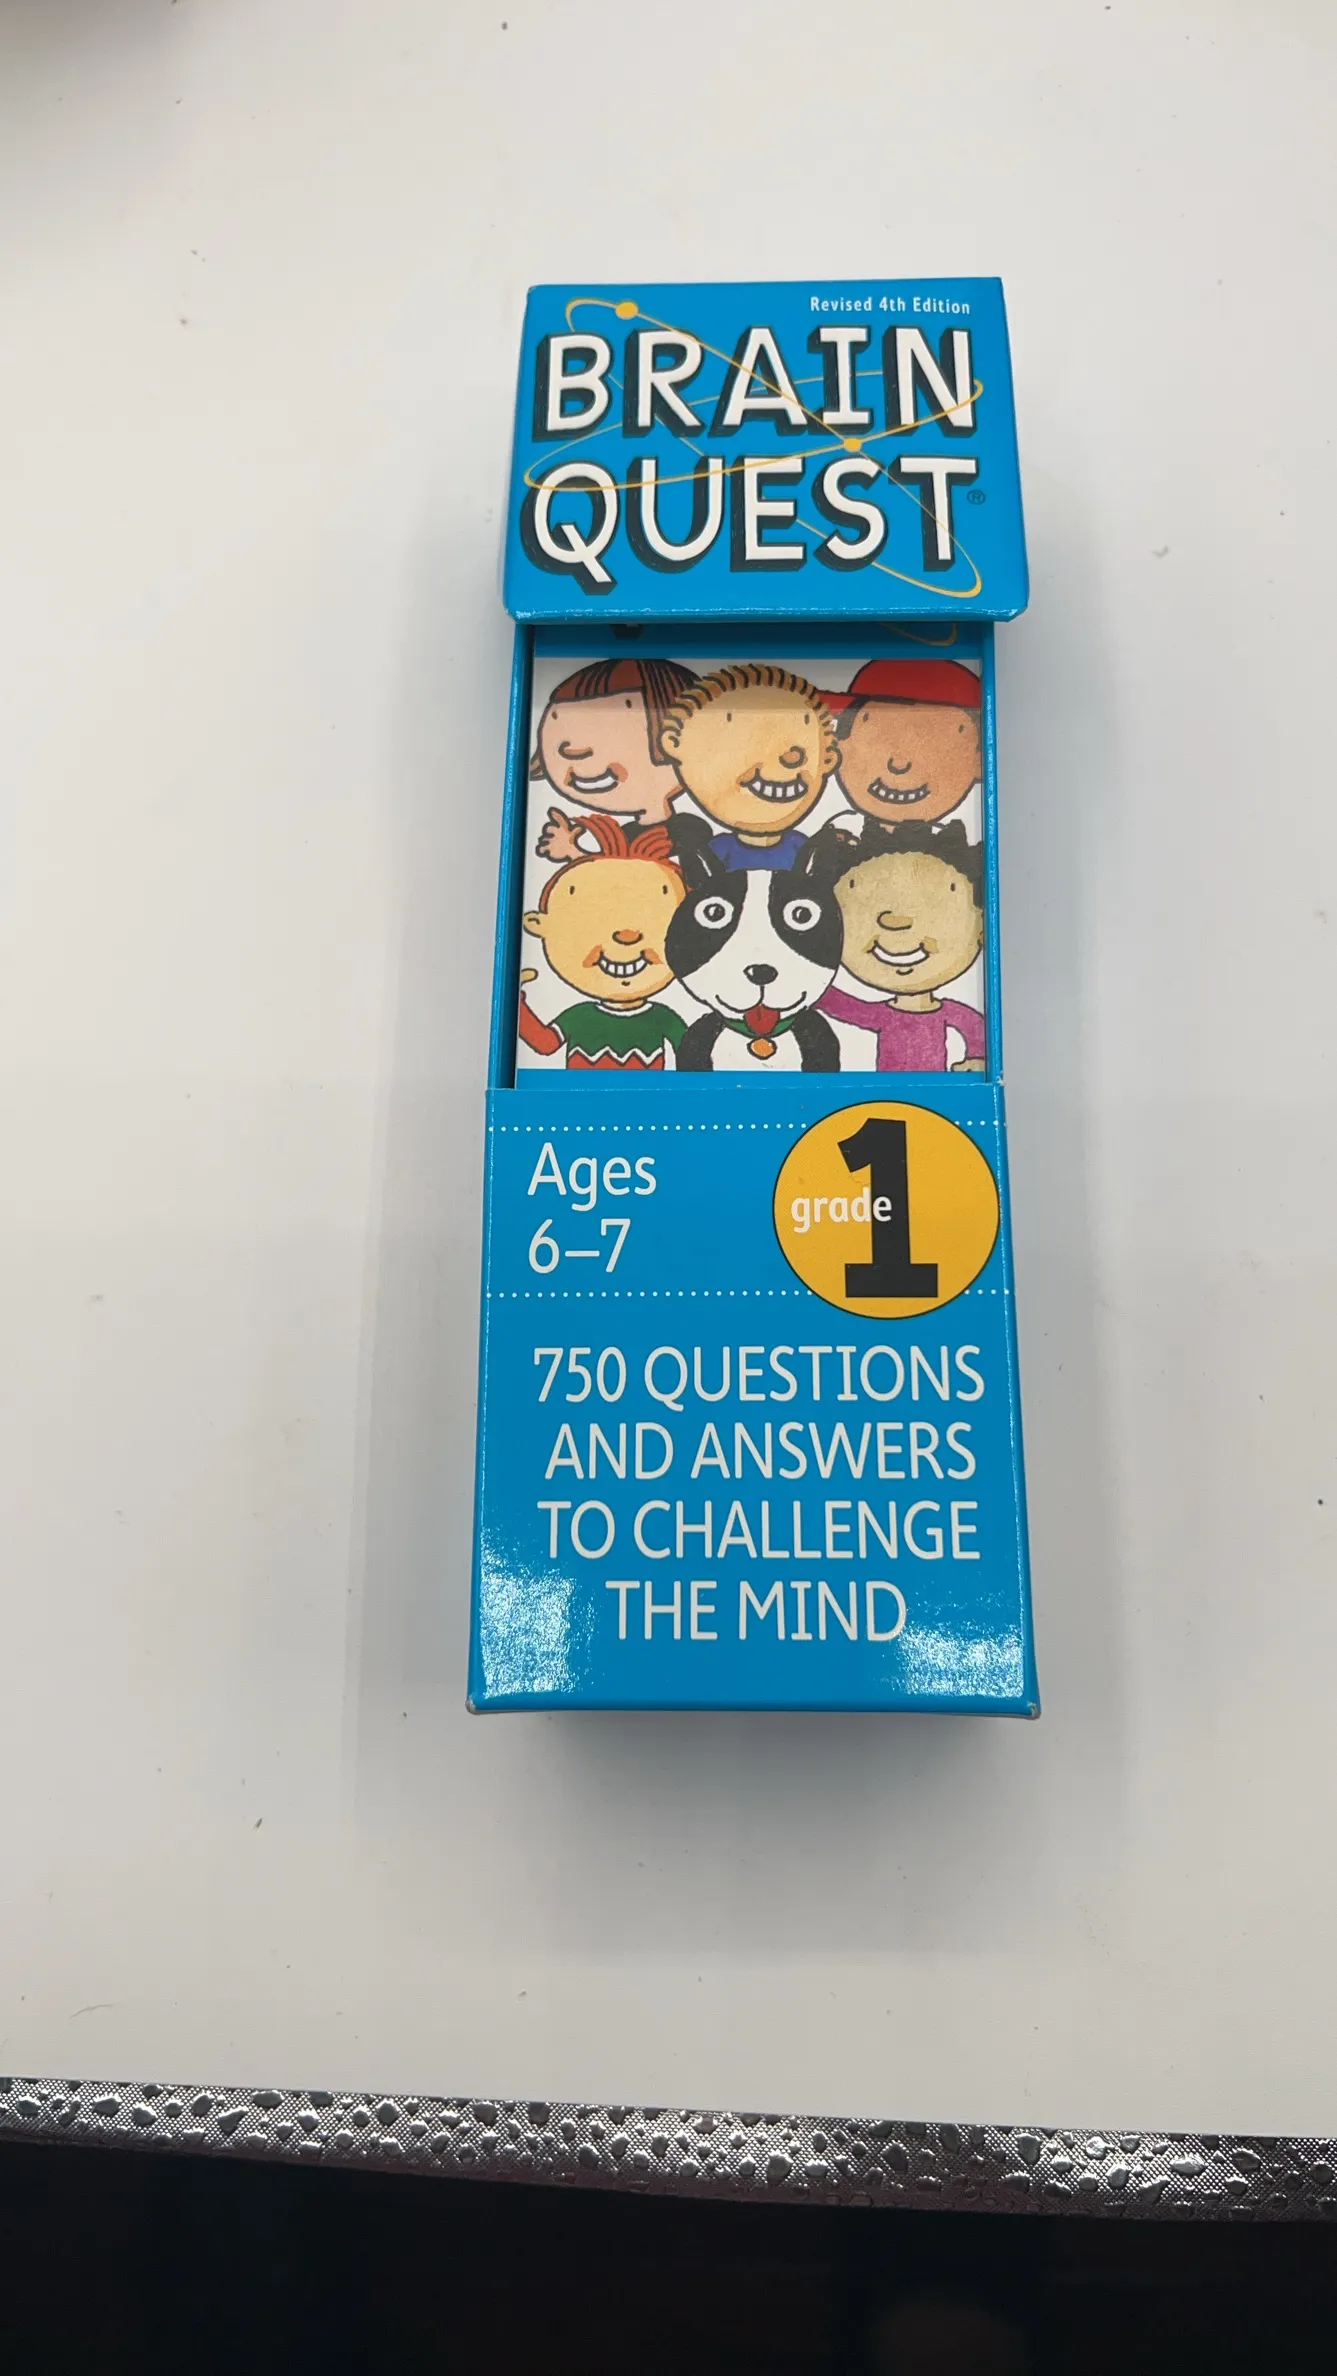 Revised 4th Edition
BRAIN
QUEST®
Ages
6–7
grade 1
750 QUESTIONS
AND ANSWERS
TO CHALLENGE
THE MIND